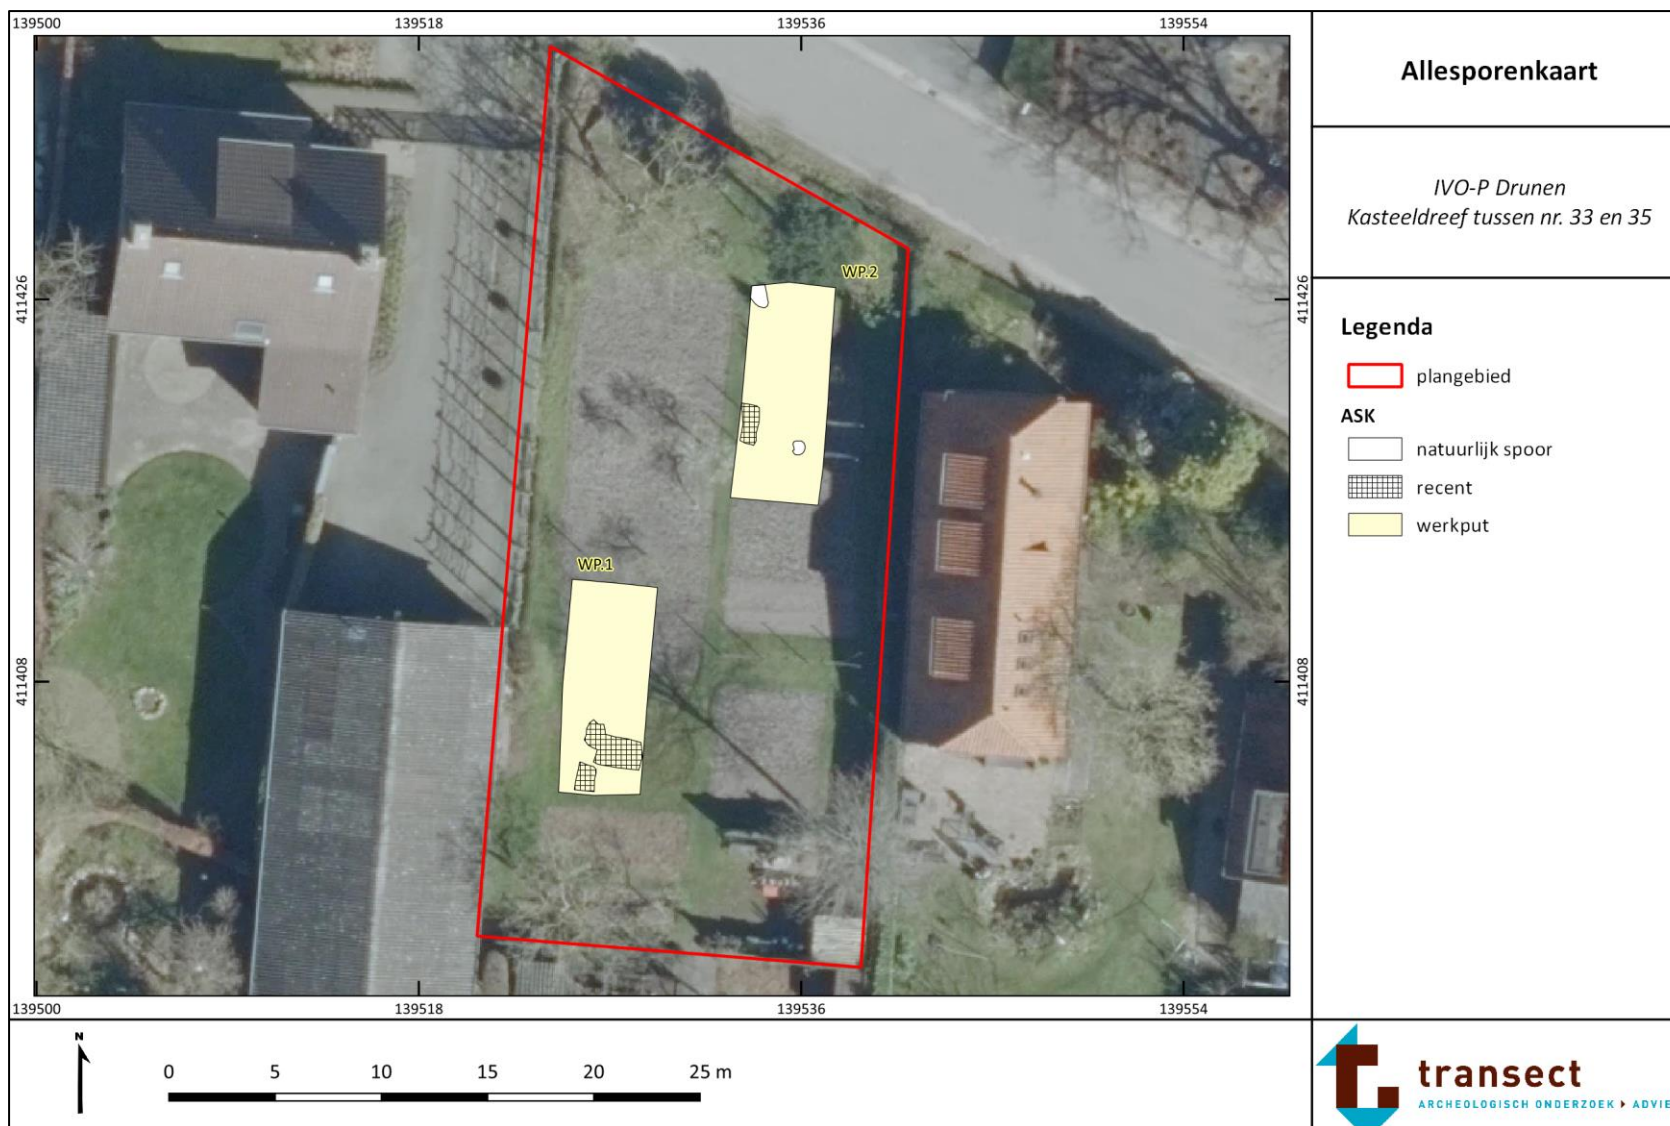 139500 139518 139536 139554
Allesporenkaart
IVO-P Drunen
Kasteeldreef tussen nr. 33 en 35
411426 411426
WP.2
Legenda
plangebied
ASK
natuurlijk spoor
recent
werkput
WP.1
411408 411408
139500 139518 139536 139554
N
0 5 10 15 20 25 m
transect
ARCHEOLOGISCH ONDERZOEK ADVIE